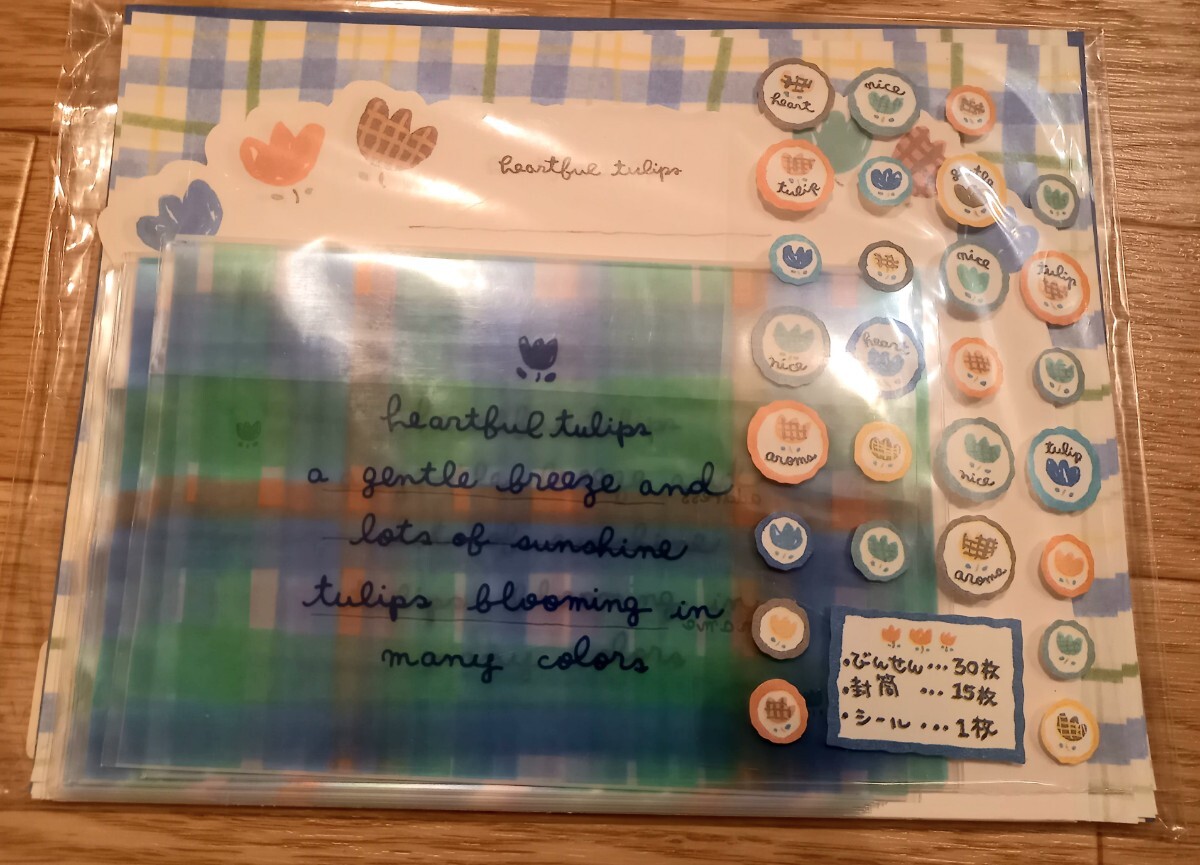 heartful tulips
heart
nice
tulip
gentle
nice
tulip
nice
heart
aroma
nice
tulip
aroma
heartful tulips
a gentle breeze and
lots of sunshine
tulips blooming in
many colors
・びんせん…30枚
・封筒 …15枚
・シール …1枚